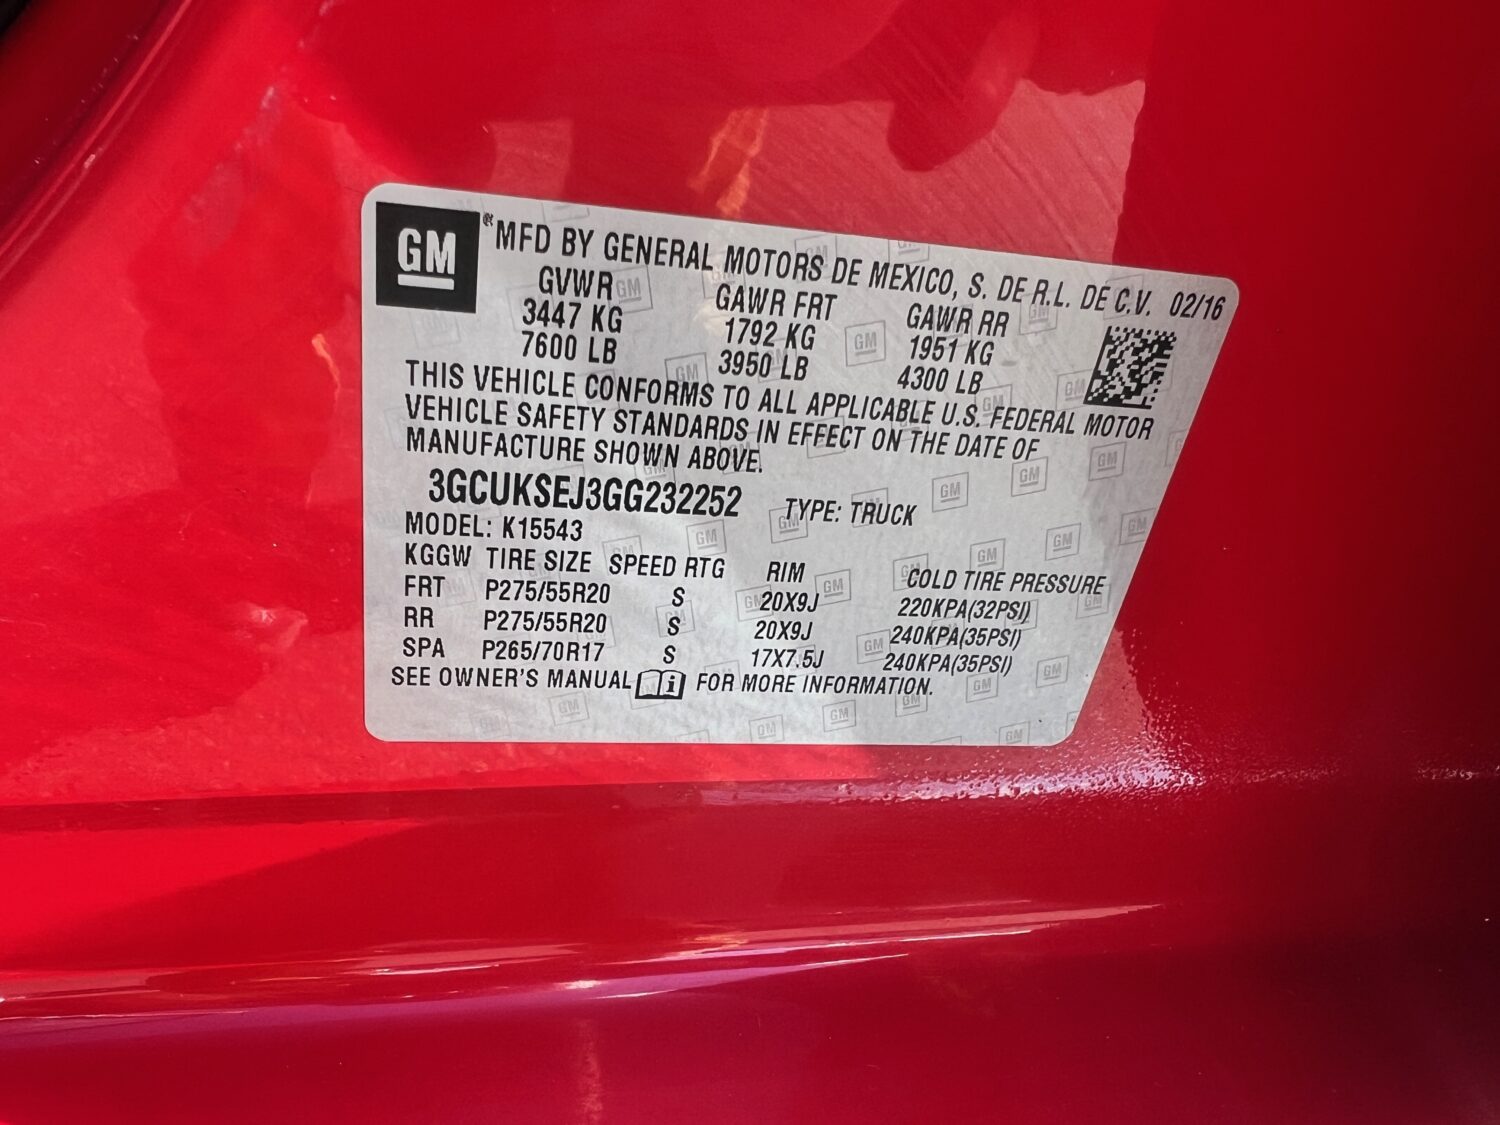 GM
® MFD BY GENERAL MOTORS DE MEXICO, S. DE R.L. DE C.V. 02/16
GVWR GAWR FRT GAWR RR
3447 KG 1792 KG 1951 KG
7600 LB 3950 LB 4300 LB
THIS VEHICLE CONFORMS TO ALL APPLICABLE U.S. FEDERAL MOTOR
VEHICLE SAFETY STANDARDS IN EFFECT ON THE DATE OF
MANUFACTURE SHOWN ABOVE.
3GCUKSEJ3GG232252 TYPE: TRUCK
MODEL: K15543
KGGW TIRE SIZE SPEED RTG RIM COLD TIRE PRESSURE
FRT P275/55R20 S 20X9J 220KPA(32PSI)
RR P275/55R20 S 20X9J 240KPA(35PSI)
SPA P265/70R17 S 17X7.5J 240KPA(35PSI)
SEE OWNER'S MANUAL i FOR MORE INFORMATION.